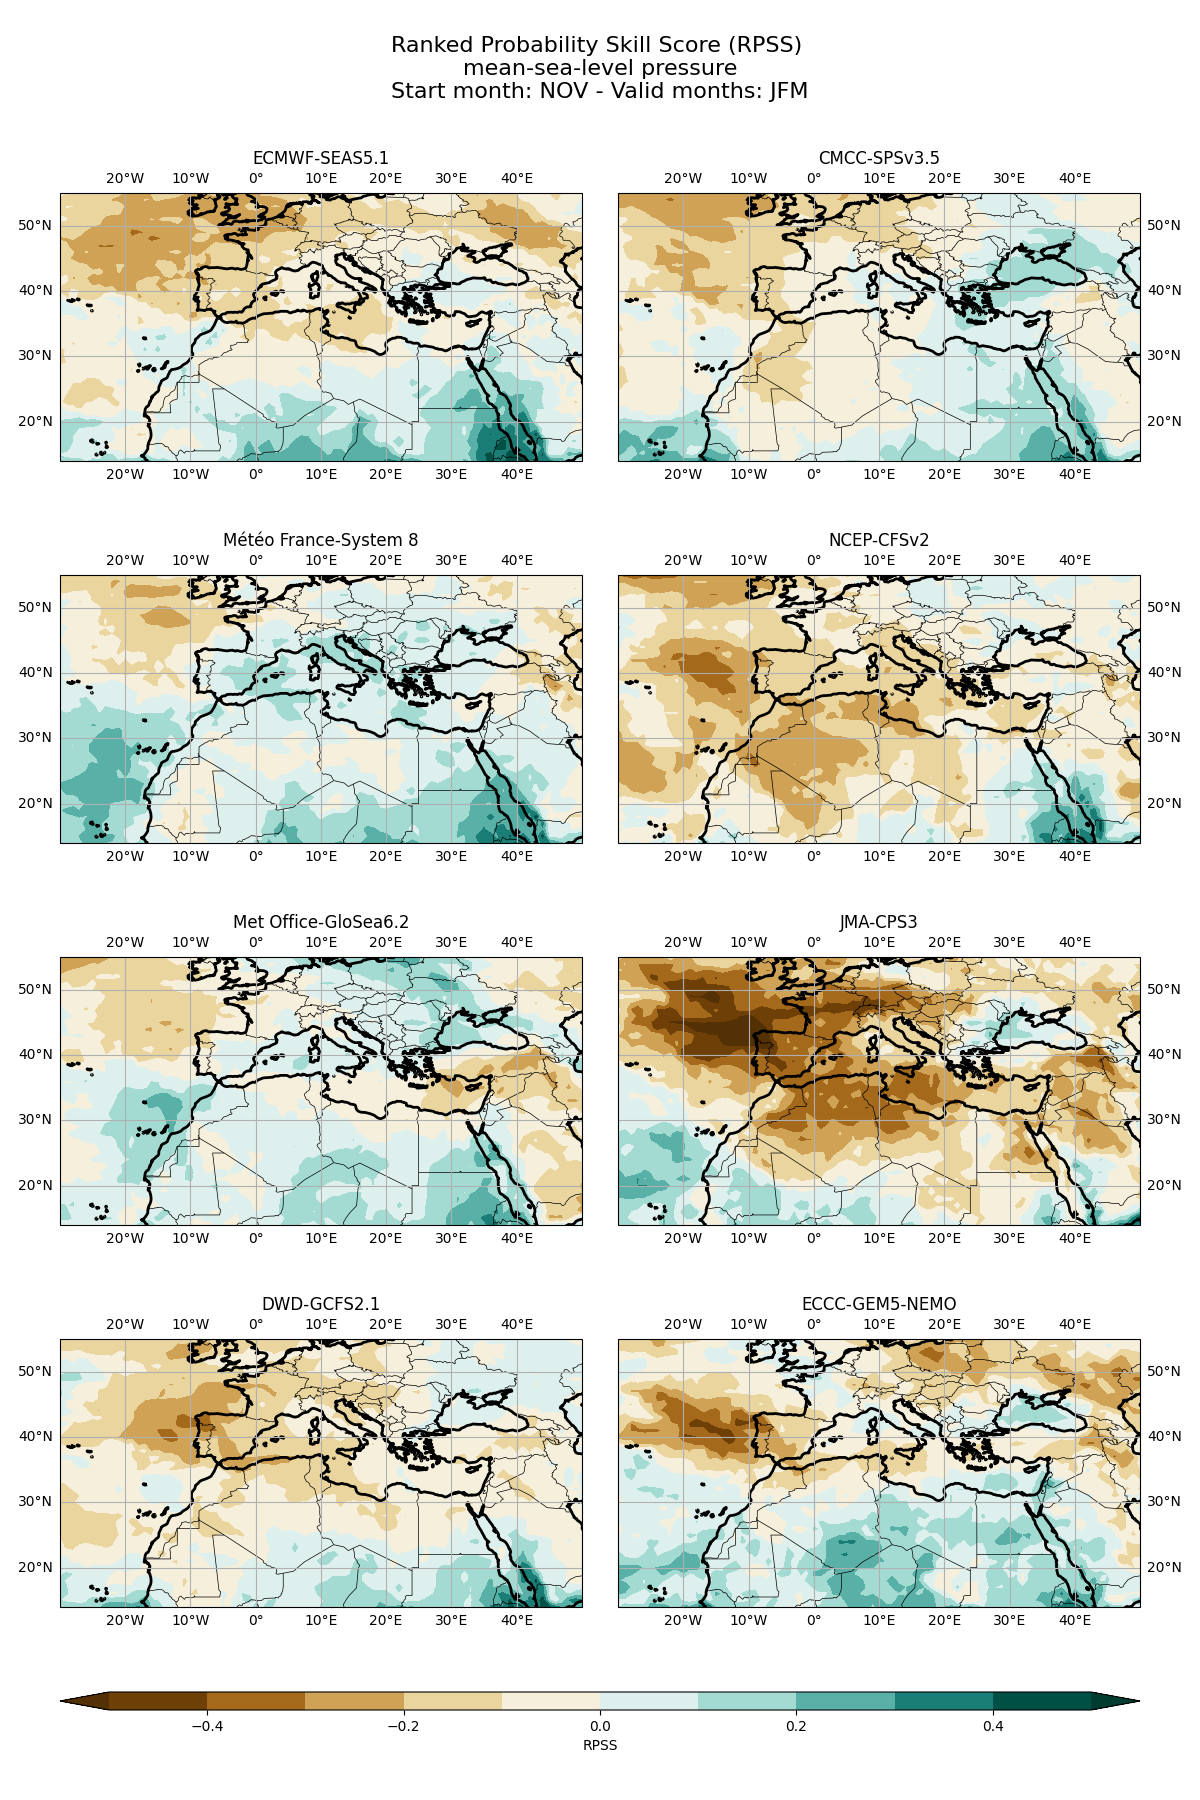 Ranked Probability Skill Score (RPSS)
mean-sea-level pressure
Start month: NOV - Valid months: JFM
ECMWF-SEAS5.1
20°W 10°W 0° 10°E 20°E 30°E 40°E
50°N
40°N
30°N
20°N
20°W 10°W 0° 10°E 20°E 30°E 40°E
CMCC-SPSv3.5
20°W 10°W 0° 10°E 20°E 30°E 40°E
50°N
40°N
30°N
20°N
20°W 10°W 0° 10°E 20°E 30°E 40°E
Météo France-System 8
20°W 10°W 0° 10°E 20°E 30°E 40°E
50°N
40°N
30°N
20°N
20°W 10°W 0° 10°E 20°E 30°E 40°E
NCEP-CFSv2
20°W 10°W 0° 10°E 20°E 30°E 40°E
50°N
40°N
30°N
20°N
20°W 10°W 0° 10°E 20°E 30°E 40°E
Met Office-GloSea6.2
20°W 10°W 0° 10°E 20°E 30°E 40°E
50°N
40°N
30°N
20°N
20°W 10°W 0° 10°E 20°E 30°E 40°E
JMA-CPS3
20°W 10°W 0° 10°E 20°E 30°E 40°E
50°N
40°N
30°N
20°N
20°W 10°W 0° 10°E 20°E 30°E 40°E
DWD-GCFS2.1
20°W 10°W 0° 10°E 20°E 30°E 40°E
50°N
40°N
30°N
20°N
20°W 10°W 0° 10°E 20°E 30°E 40°E
ECCC-GEM5-NEMO
20°W 10°W 0° 10°E 20°E 30°E 40°E
50°N
40°N
30°N
20°N
20°W 10°W 0° 10°E 20°E 30°E 40°E
−0.4 −0.2 0.0 0.2 0.4
RPSS